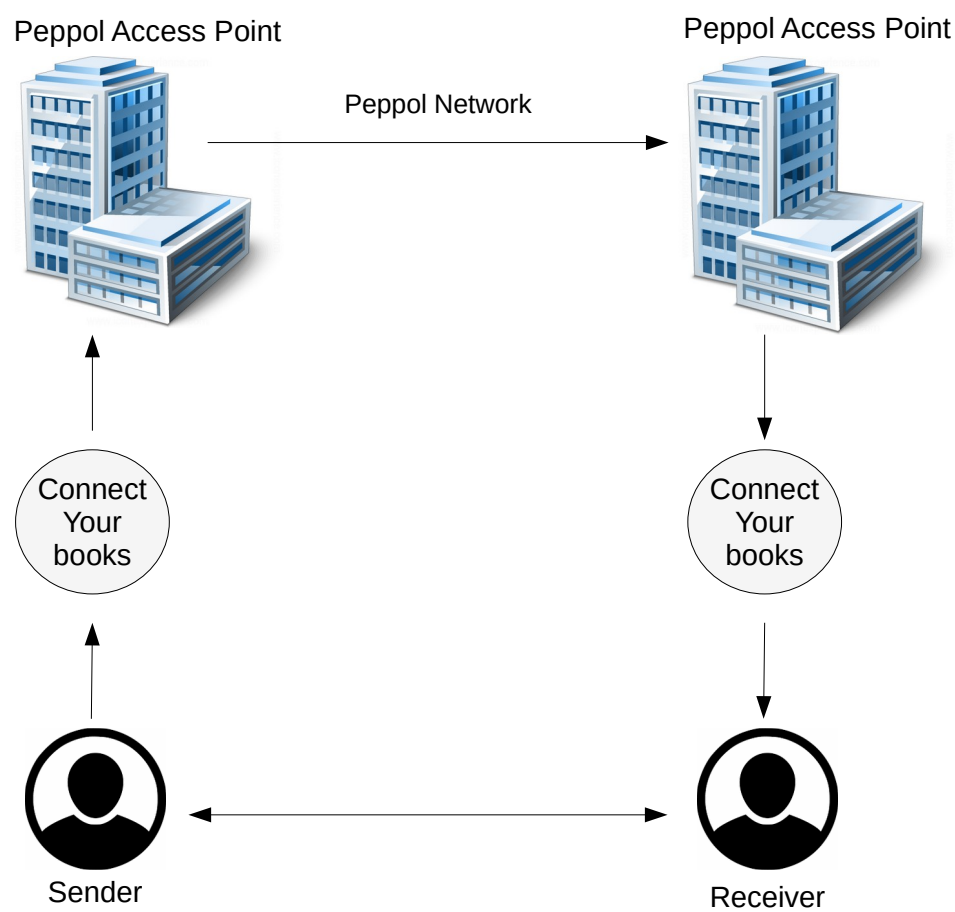 Peppol Access Point
Peppol Access Point
Peppol Network
Connect
Your
books
Connect
Your
books
Sender
Receiver